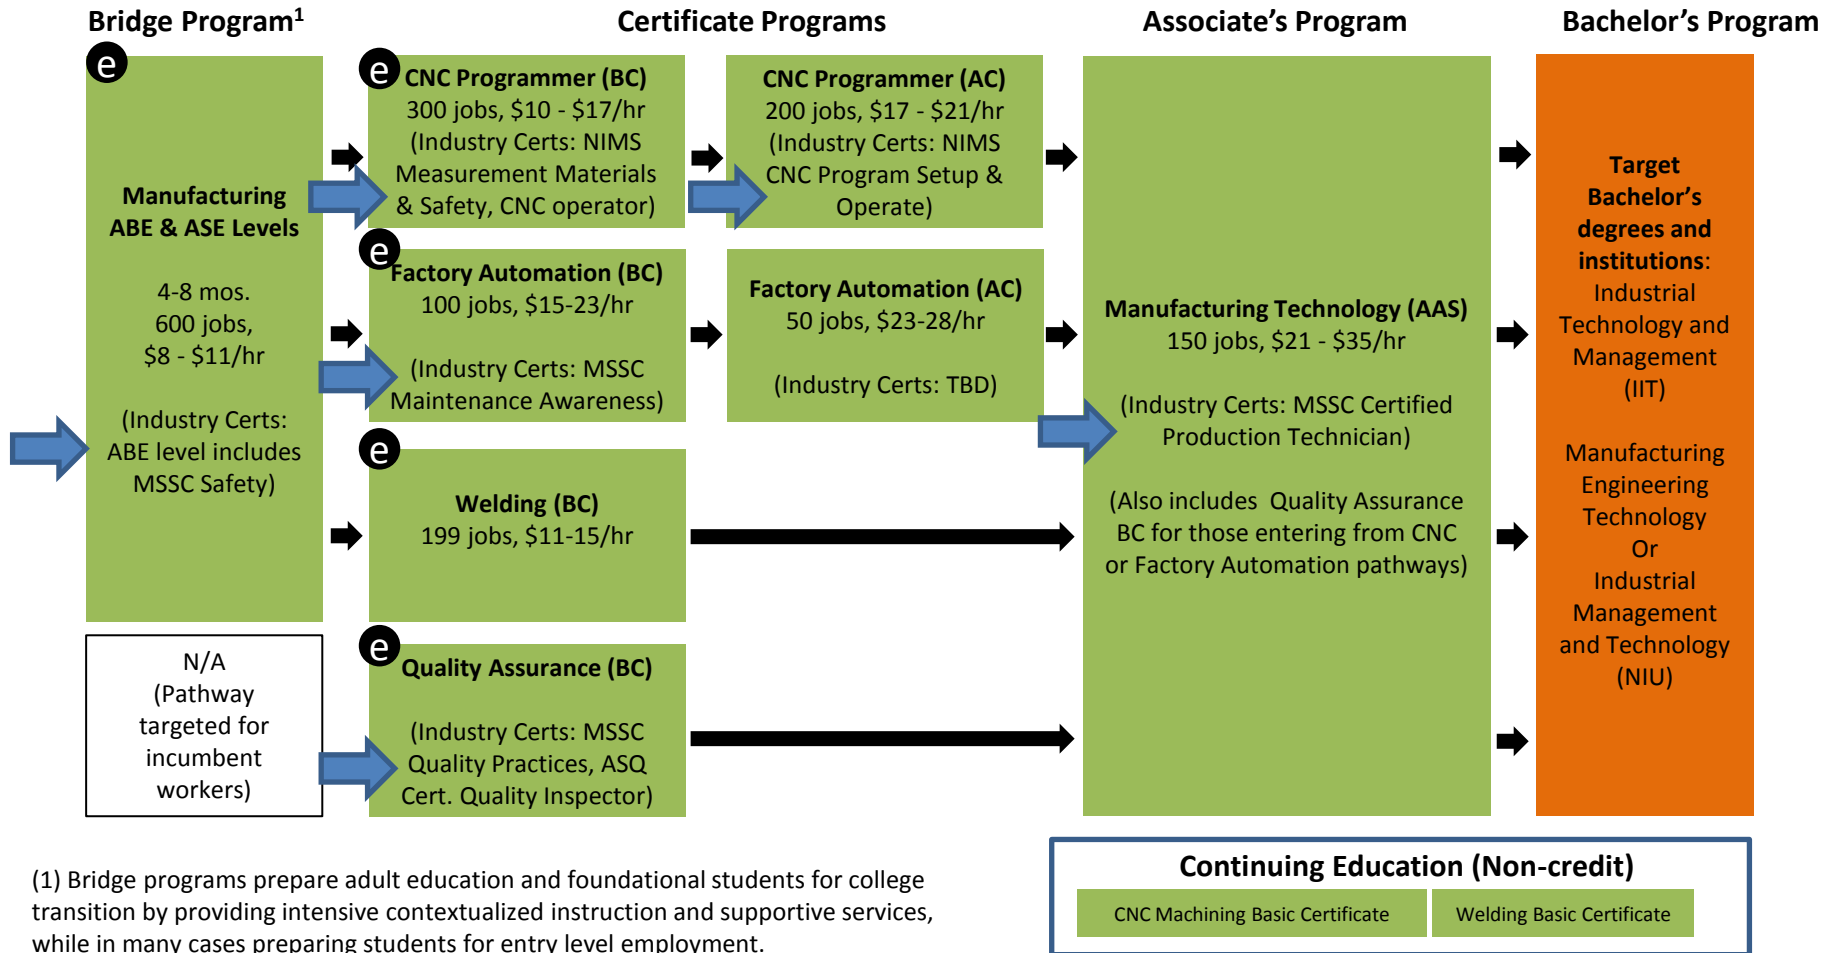 Bridge Program1
Certificate Programs
Associate's Program
Bachelor's Program
e
Manufacturing
ABE & ASE Levels
4-8 mos.
600 jobs,
$8 - $11/hr
(Industry Certs:
ABE level includes
MSSC Safety)
N/A
(Pathway
targeted for
incumbent
workers)
e
CNC Programmer (BC)
300 jobs, $10 - $17/hr
(Industry Certs: NIMS
Measurement Materials
& Safety, CNC operator)
e
Factory Automation (BC)
100 jobs, $15-23/hr
(Industry Certs: MSSC
Maintenance Awareness)
e
Welding (BC)
199 jobs, $11-15/hr
e
Quality Assurance (BC)
(Industry Certs: MSSC
Quality Practices, ASQ
Cert. Quality Inspector)
CNC Programmer (AC)
200 jobs, $17 - $21/hr
(Industry Certs: NIMS
CNC Program Setup &
Operate)
Factory Automation (AC)
50 jobs, $23-28/hr
(Industry Certs: TBD)
Manufacturing Technology (AAS)
150 jobs, $21 - $35/hr
(Industry Certs: MSSC Certified
Production Technician)
(Also includes  Quality Assurance
BC for those entering from CNC
or Factory Automation pathways)
Target
Bachelor's
degrees and
institutions:
Industrial
Technology and
Management
(IIT)
Manufacturing
Engineering
Technology
Or
Industrial
Management
and Technology
(NIU)
(1) Bridge programs prepare adult education and foundational students for college
transition by providing intensive contextualized instruction and supportive services,
while in many cases preparing students for entry level employment.
Continuing Education (Non-credit)
CNC Machining Basic Certificate
Welding Basic Certificate